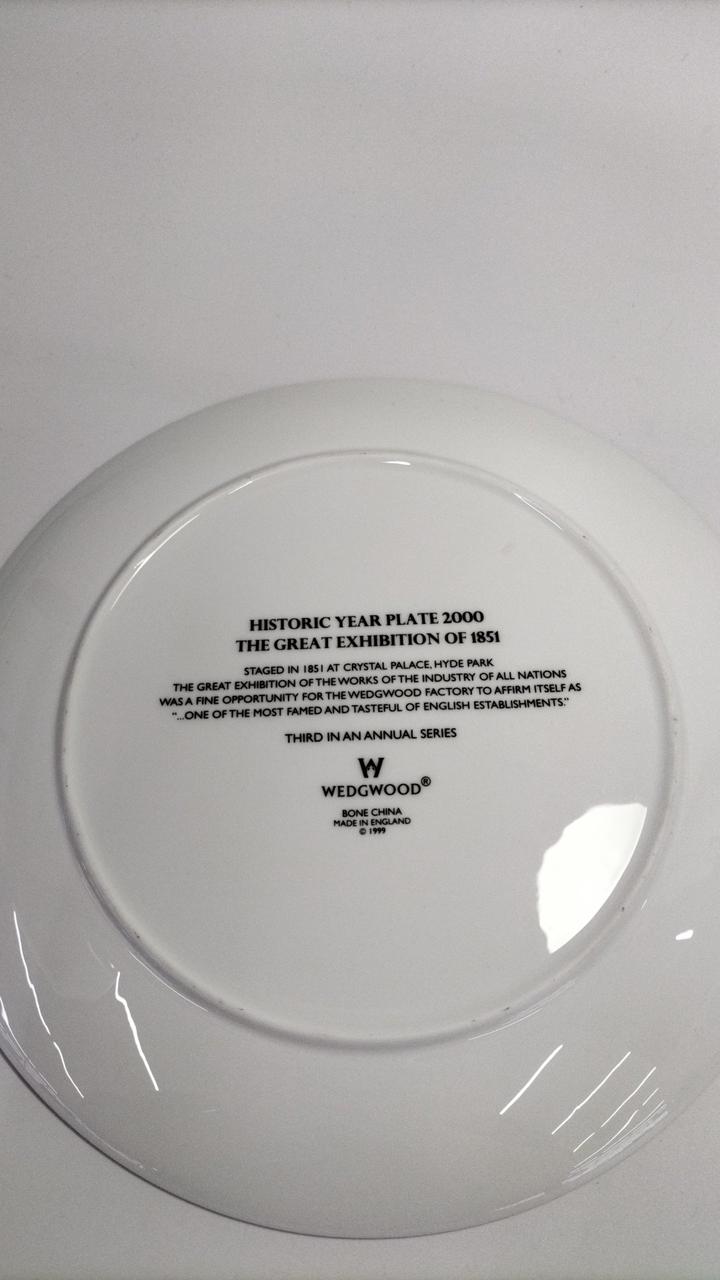 HISTORIC YEAR PLATE 2000
THE GREAT EXHIBITION OF 1851
STAGED IN 1851 AT CRYSTAL PALACE, HYDE PARK
THE GREAT EXHIBITION OF THE WORKS OF THE INDUSTRY OF ALL NATIONS
WAS A FINE OPPORTUNITY FOR THE WEDGWOOD FACTORY TO AFFIRM ITSELF AS
“...ONE OF THE MOST FAMED AND TASTEFUL OF ENGLISH ESTABLISHMENTS.”
THIRD IN AN ANNUAL SERIES
W
WEDGWOOD®
BONE CHINA
MADE IN ENGLAND
© 1999